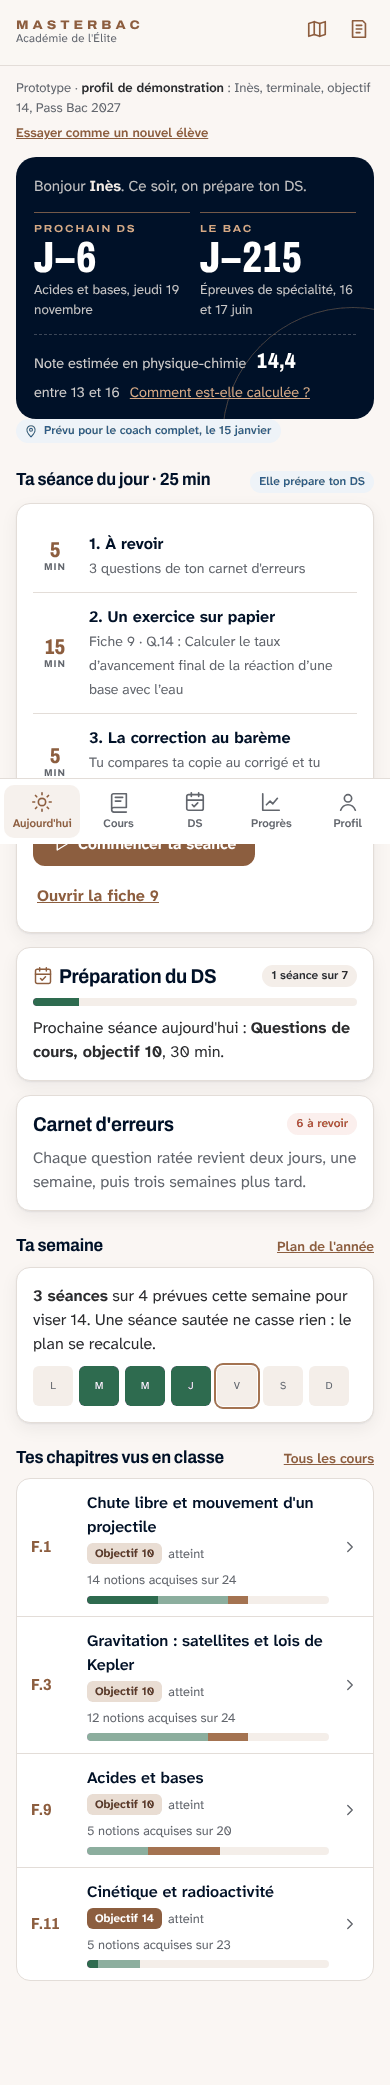 MASTERBAC
Académie de l'Élite
Prototype · profil de démonstration : Inès, terminale, objectif
14, Pass Bac 2027
Essayer comme un nouvel élève
Bonjour Inès. Ce soir, on prépare ton DS.
PROCHAIN DS
J–6
Acides et bases, jeudi 19
novembre
LE BAC
J–215
Épreuves de spécialité, 16
et 17 juin
Note estimée en physique-chimie 14,4
entre 13 et 16 Comment est-elle calculée ?
Prévu pour le coach complet, le 15 janvier
Ta séance du jour · 25 min
Elle prépare ton DS
5
MIN
1. À revoir
3 questions de ton carnet d'erreurs
15
MIN
2. Un exercice sur papier
Fiche 9 · Q.14 : Calculer le taux
d'avancement final de la réaction d'une
base avec l'eau
5
MIN
3. La correction au barème
Tu compares ta copie au corrigé et tu
Aujourd'hui
Cours
DS
Progrès
Profil
Commencer la séance
Ouvrir la fiche 9
Préparation du DS
1 séance sur 7
Prochaine séance aujourd'hui : Questions de
cours, objectif 10, 30 min.
Carnet d'erreurs
6 à revoir
Chaque question ratée revient deux jours, une
semaine, puis trois semaines plus tard.
Ta semaine
Plan de l'année
3 séances sur 4 prévues cette semaine pour
viser 14. Une séance sautée ne casse rien : le
plan se recalcule.
L M M J V S D
Tes chapitres vus en classe
Tous les cours
F.1
Chute libre et mouvement d'un
projectile
Objectif 10 atteint
14 notions acquises sur 24
F.3
Gravitation : satellites et lois de
Kepler
Objectif 10 atteint
12 notions acquises sur 24
F.9
Acides et bases
Objectif 10 atteint
5 notions acquises sur 20
F.11
Cinétique et radioactivité
Objectif 14 atteint
5 notions acquises sur 23